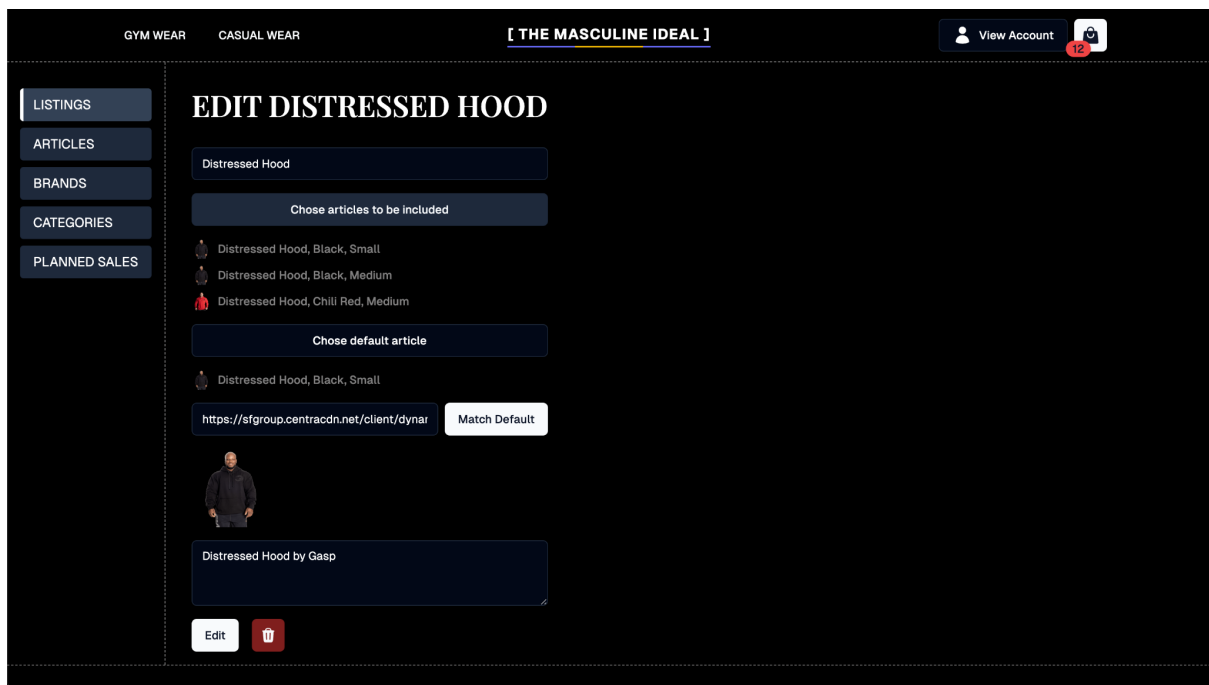 GYM WEAR
CASUAL WEAR
[ THE MASCULINE IDEAL ]
View Account
12
LISTINGS
ARTICLES
BRANDS
CATEGORIES
PLANNED SALES
EDIT DISTRESSED HOOD
Distressed Hood
Chose articles to be included
Distressed Hood, Black, Small
Distressed Hood, Black, Medium
Distressed Hood, Chili Red, Medium
Chose default article
Distressed Hood, Black, Small
https://sfgroup.centracdn.net/client/dynar
Match Default
Distressed Hood by Gasp
Edit